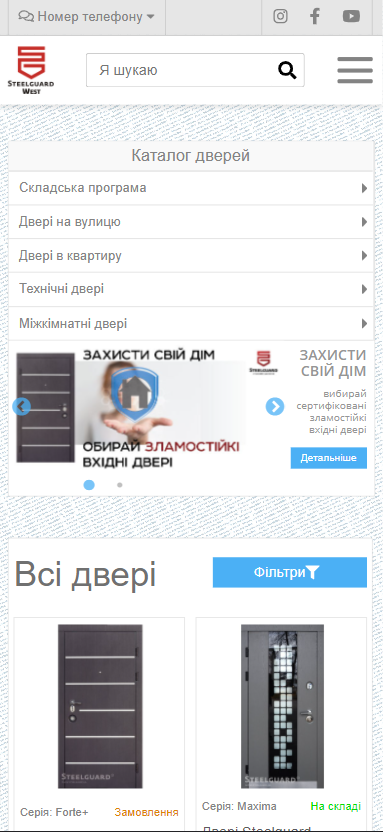 Номер телефону
STEELGUARD
WEST
Я шукаю
Каталог дверей
Складська програма
Двері на вулицю
Двері в квартиру
Технічні двері
Міжкімнатні двері
ЗАХИСТИ СВІЙ ДІМ
ОБИРАЙ ЗЛАМОСТІЙКІ
ВХІДНІ ДВЕРІ
STEELGUARD
ЗАХИСТИ
СВІЙ ДІМ
вибирай
сертифіковані
зламостійкі
вхідні двері
Детальніше
Всі двері
Фільтри
STEELGUARD
STEELGUARD
Серія: Forte+
Замовлення
Серія: Maxima
На складі
Двері Steelguard